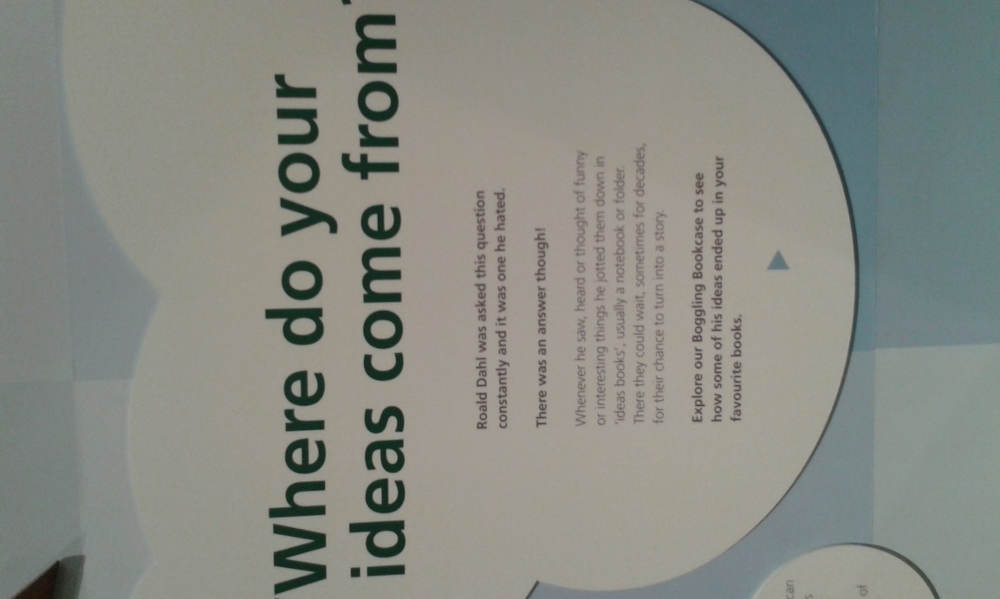 Where do your
ideas come from
Roald Dahl was asked this question
constantly and it was one he hated.
There was an answer though!
Whenever he saw, heard or thought of funny
or interesting things he jotted them down in
'ideas books', usually a notebook or folder.
There they could wait, sometimes for decades,
for their chance to turn into a story.
Explore our Boggling Bookcase to see
how some of his ideas ended up in your
favourite books.
can
s
of